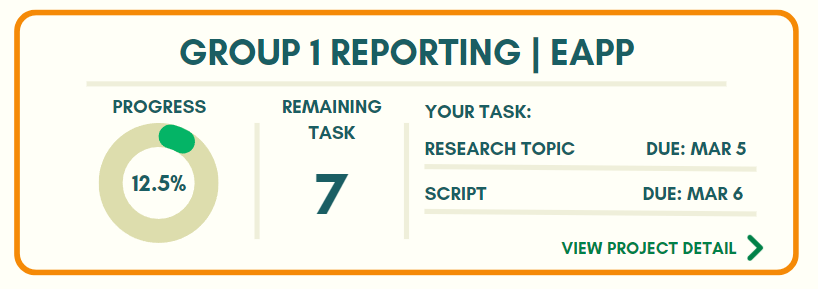 GROUP 1 REPORTING | EAPP
PROGRESS
12.5%
REMAINING
TASK
7
YOUR TASK:
RESEARCH TOPIC DUE: MAR 5
SCRIPT DUE: MAR 6
VIEW PROJECT DETAIL